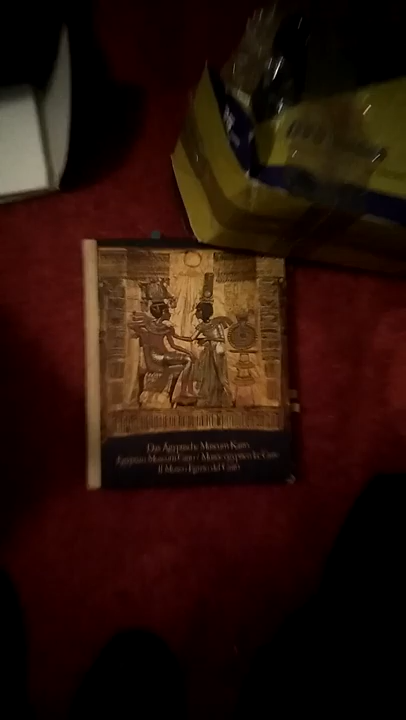 Das Ägyptische Museum Kairo
Egyptian Museum Cairo / Musée égyptien du Caire
Il Museo Egizio del Cairo